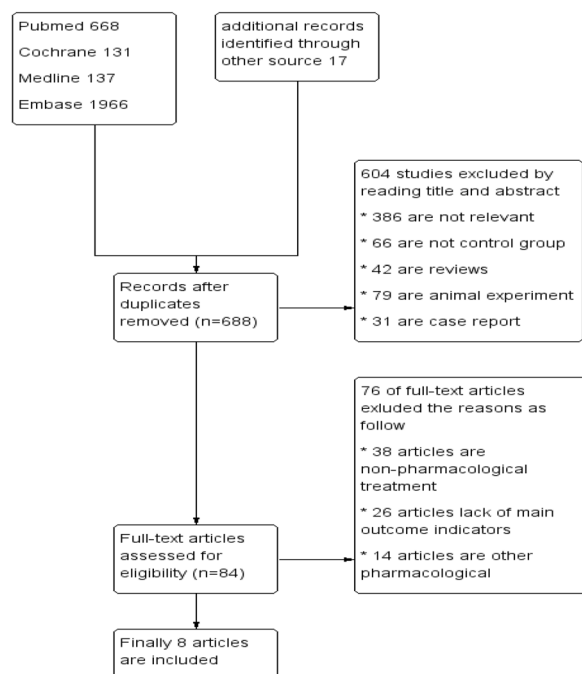 Pubmed 668
Cochrane 131
Medline 137
Embase 1966
additional records
identified through
other source 17
604 studies excluded by
reading title and abstract
* 386 are not relevant
* 66 are not control group
* 42 are reviews
* 79 are animal experiment
* 31 are case report
Records after
duplicates
removed (n=688)
76 of full-text articles
exluded the reasons as
follow
* 38 articles are
non-pharmacological
treatment
* 26 articles lack of main
outcome indicators
* 14 articles are other
pharmacological
Full-text articles
assessed for
eligibility (n=84)
Finally 8 articles
are included